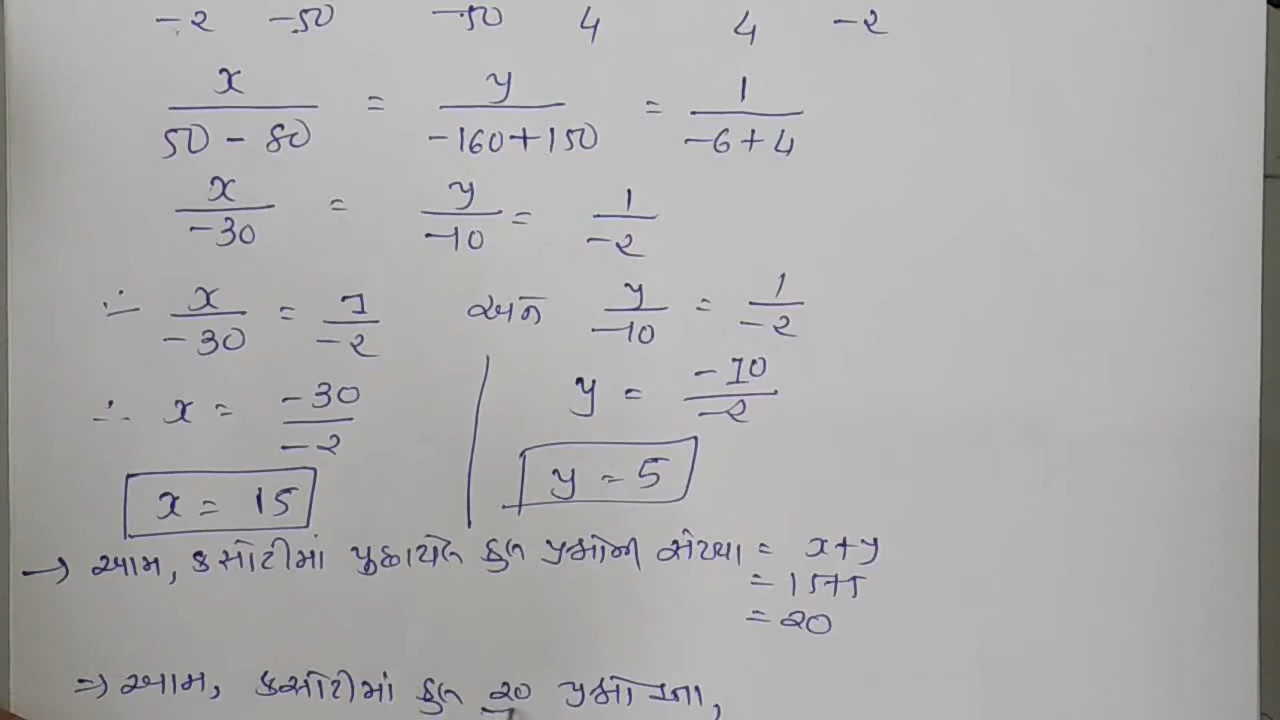 -2 -50 -50 4 4 -2
x/(50 - 80) = y/(-160+150) = 1/(-6+4)
x/-30 = y/-10 = 1/-2
∴ x/-30 = 1/-2 અને y/-10 = 1/-2
∴ x = -30/-2 y = -10/-2
x = 15 y = 5
→ આમ, કસોટીમાં પુછાયેલ કુલ પ્રશ્નોની સંખ્યા = x+y
= 15+5
= 20
⇒ આમ, કસોટીમાં કુલ 20 પ્રશ્નો હતા,